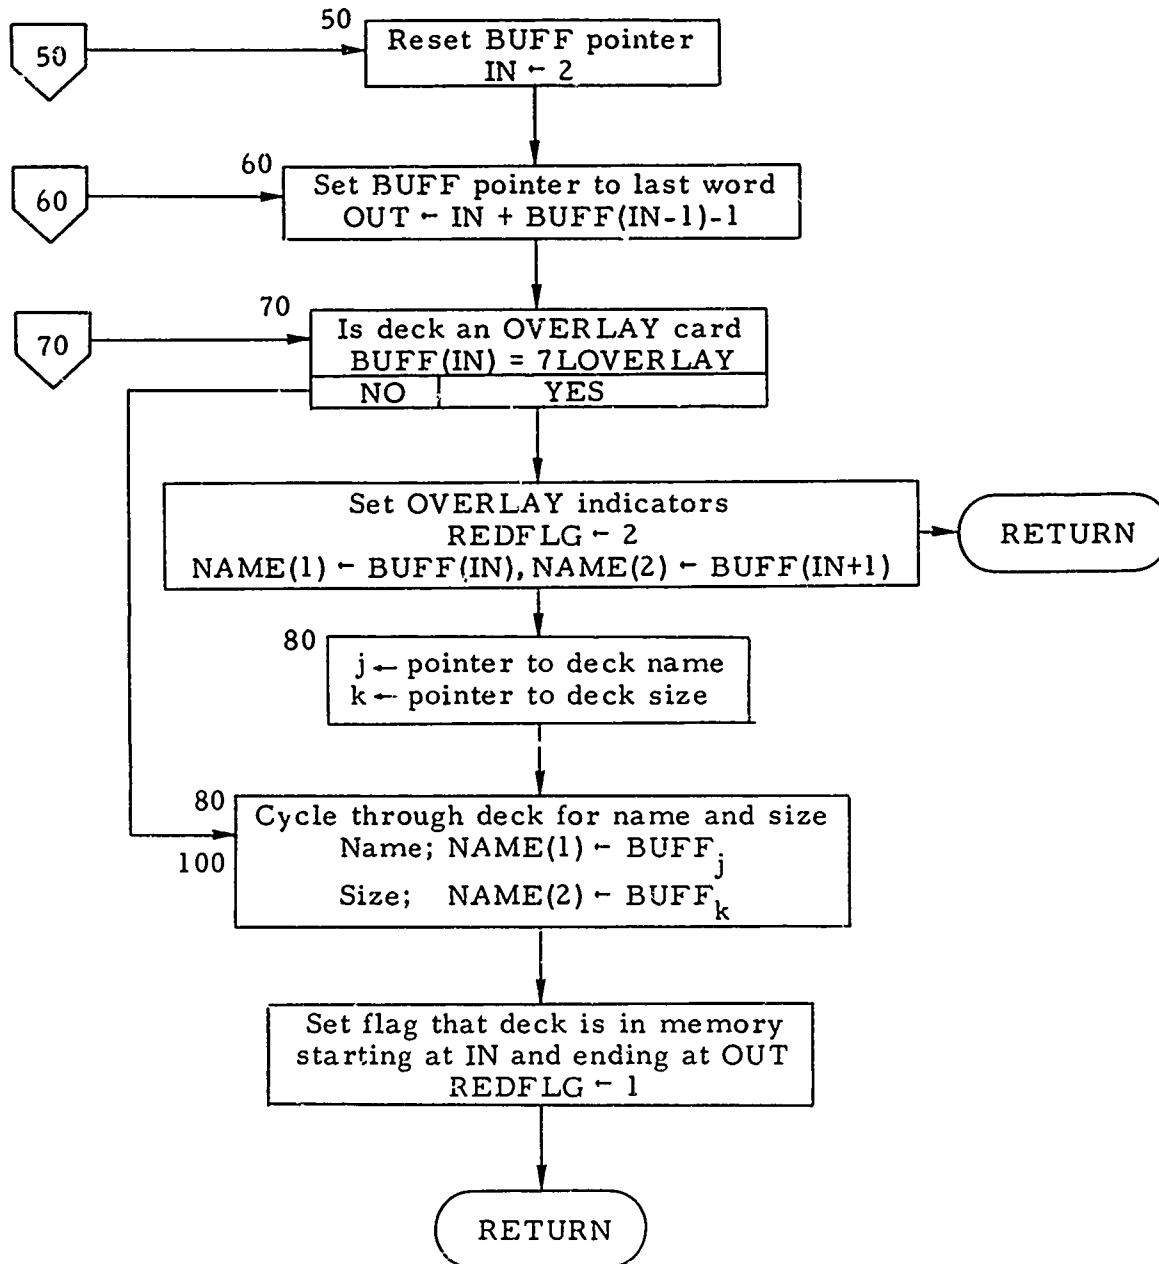 50
50
Reset BUFF pointer
IN ← 2
60
60
Set BUFF pointer to last word
OUT ← IN + BUFF(IN-1)-1
70
70
Is deck an OVERLAY card
BUFF(IN) = 7LOVERLAY
NO YES
Set OVERLAY indicators
REDFLG ← 2
NAME(1) ← BUFF(IN), NAME(2) ← BUFF(IN+1)
RETURN
80
j ← pointer to deck name
k ← pointer to deck size
80
100
Cycle through deck for name and size
Name; NAME(1) ← BUFFj
Size; NAME(2) ← BUFFk
Set flag that deck is in memory
starting at IN and ending at OUT
REDFLG ← 1
RETURN